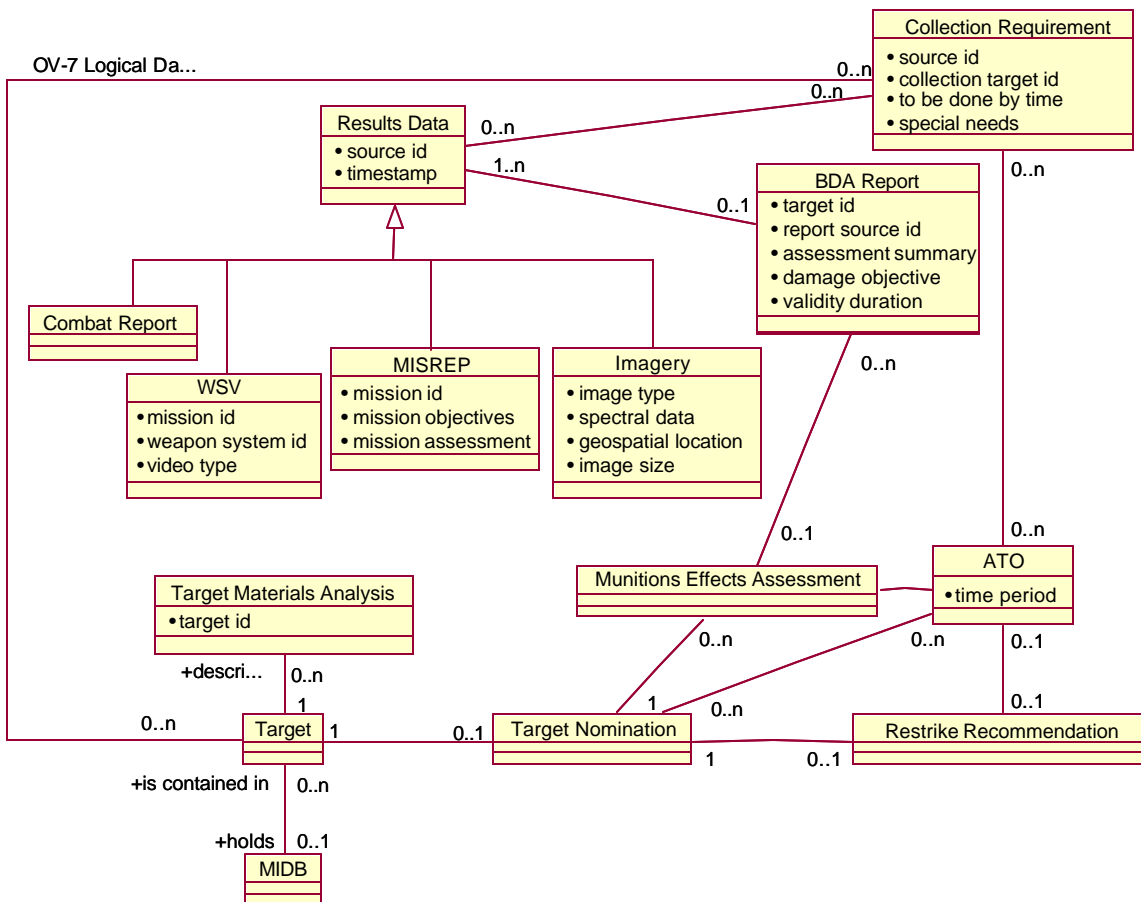 Collection Requirement
• source id
• collection target id
• to be done by time
• special needs
OV-7 Logical Da...
0..n
0..n
Results Data
• source id
• timestamp
0..n
1..n
0..n
BDA Report
• target id
• report source id
• assessment summary
• damage objective
• validity duration
0..1
Combat Report
WSV
• mission id
• weapon system id
• video type
MISREP
• mission id
• mission objectives
• mission assessment
Imagery
• image type
• spectral data
• geospatial location
• image size
0..n
0..1
0..n
Munitions Effects Assessment
ATO
• time period
Target Materials Analysis
• target id
0..n
0..n
0..1
+descri...
0..n
1
1
0..n
0..1
0..n
Target
1
0..1
Target Nomination
1
0..1
Restrike Recommendation
+is contained in
0..n
+holds
0..1
MIDB